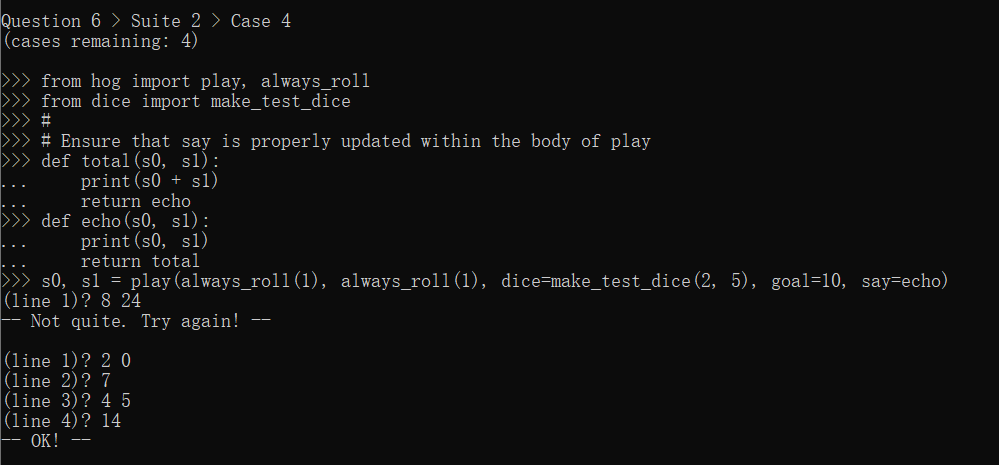 Question 6 > Suite 2 > Case 4
(cases remaining: 4)
>>> from hog import play, always_roll
>>> from dice import make_test_dice
>>> #
>>> # Ensure that say is properly updated within the body of play
>>> def total(s0, s1):
...     print(s0 + s1)
...     return echo
>>> def echo(s0, s1):
...     print(s0, s1)
...     return total
>>> s0, s1 = play(always_roll(1), always_roll(1), dice=make_test_dice(2, 5), goal=10, say=echo)
(line 1)? 8 24
-- Not quite. Try again! --
(line 1)? 2 0
(line 2)? 7
(line 3)? 4 5
(line 4)? 14
-- OK! --